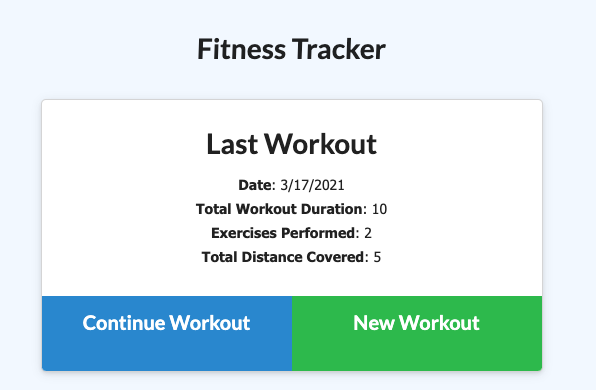 Fitness Tracker
Last Workout
Date: 3/17/2021
Total Workout Duration: 10
Exercises Performed: 2
Total Distance Covered: 5
Continue Workout
New Workout